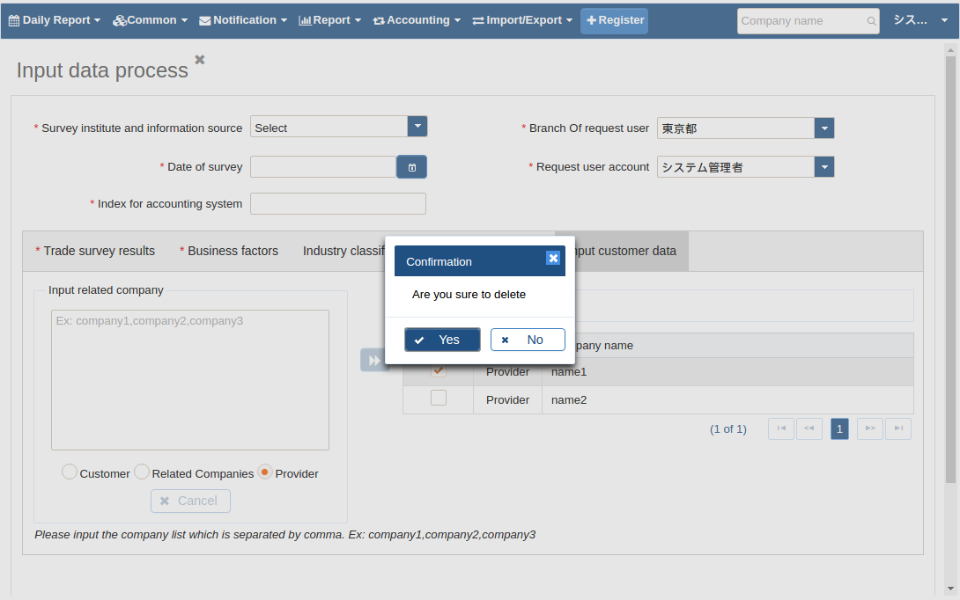 Daily Report Common Notification Report Accounting Import/Export Register Company name シス...
Input data process
* Survey institute and information source Select * Branch Of request user 東京都
* Date of survey * Request user account システム管理者
* Index for accounting system
* Trade survey results * Business factors Industry classif nput customer data
Confirmation
Are you sure to delete
Yes No
Input related company
Ex: company1,company2,company3
pany name
Provider name1
Provider name2
(1 of 1) 1
Customer Related Companies Provider
Cancel
Please input the company list which is separated by comma. Ex: company1,company2,company3